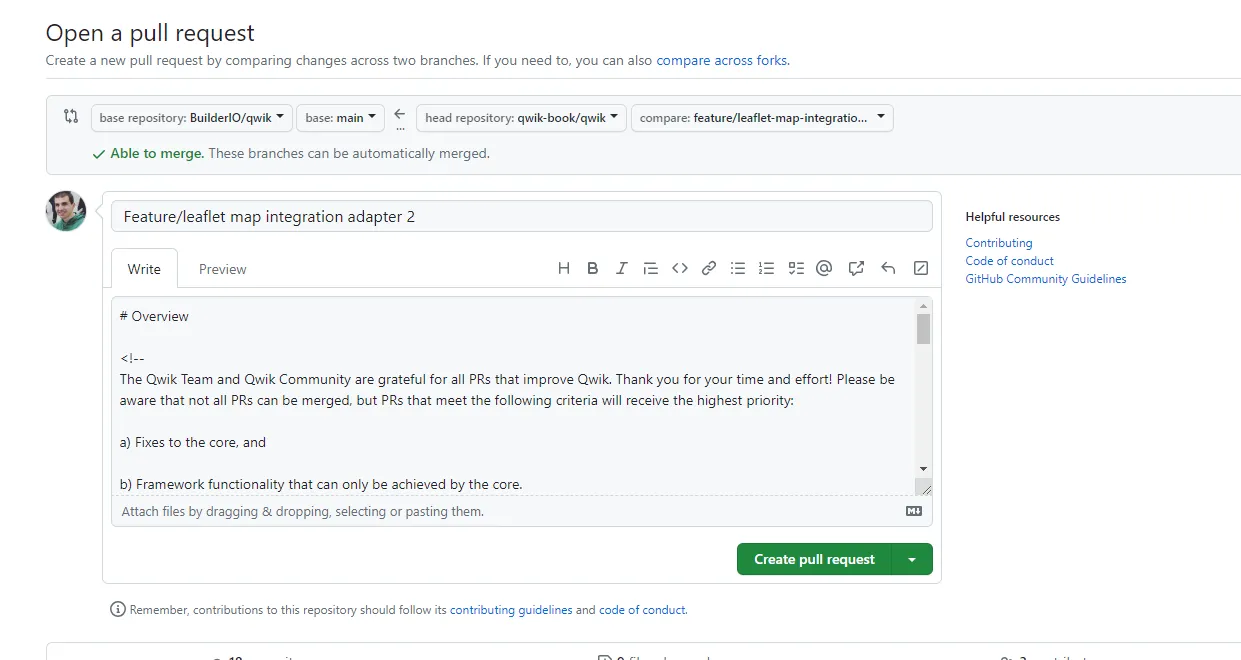 Open a pull request
Create a new pull request by comparing changes across two branches. If you need to, you can also compare across forks.
base repository: BuilderIO/qwik base: main head repository: qwik-book/qwik compare: feature/leaflet-map-integratio...
Able to merge. These branches can be automatically merged.
Feature/leaflet map integration adapter 2
Helpful resources
Contributing
Code of conduct
GitHub Community Guidelines
Write Preview
# Overview
<!--
The Qwik Team and Qwik Community are grateful for all PRs that improve Qwik. Thank you for your time and effort! Please be
aware that not all PRs can be merged, but PRs that meet the following criteria will receive the highest priority:
a) Fixes to the core, and
b) Framework functionality that can only be achieved by the core.
Attach files by dragging & dropping, selecting or pasting them.
Create pull request
Remember, contributions to this repository should follow its contributing guidelines and code of conduct.